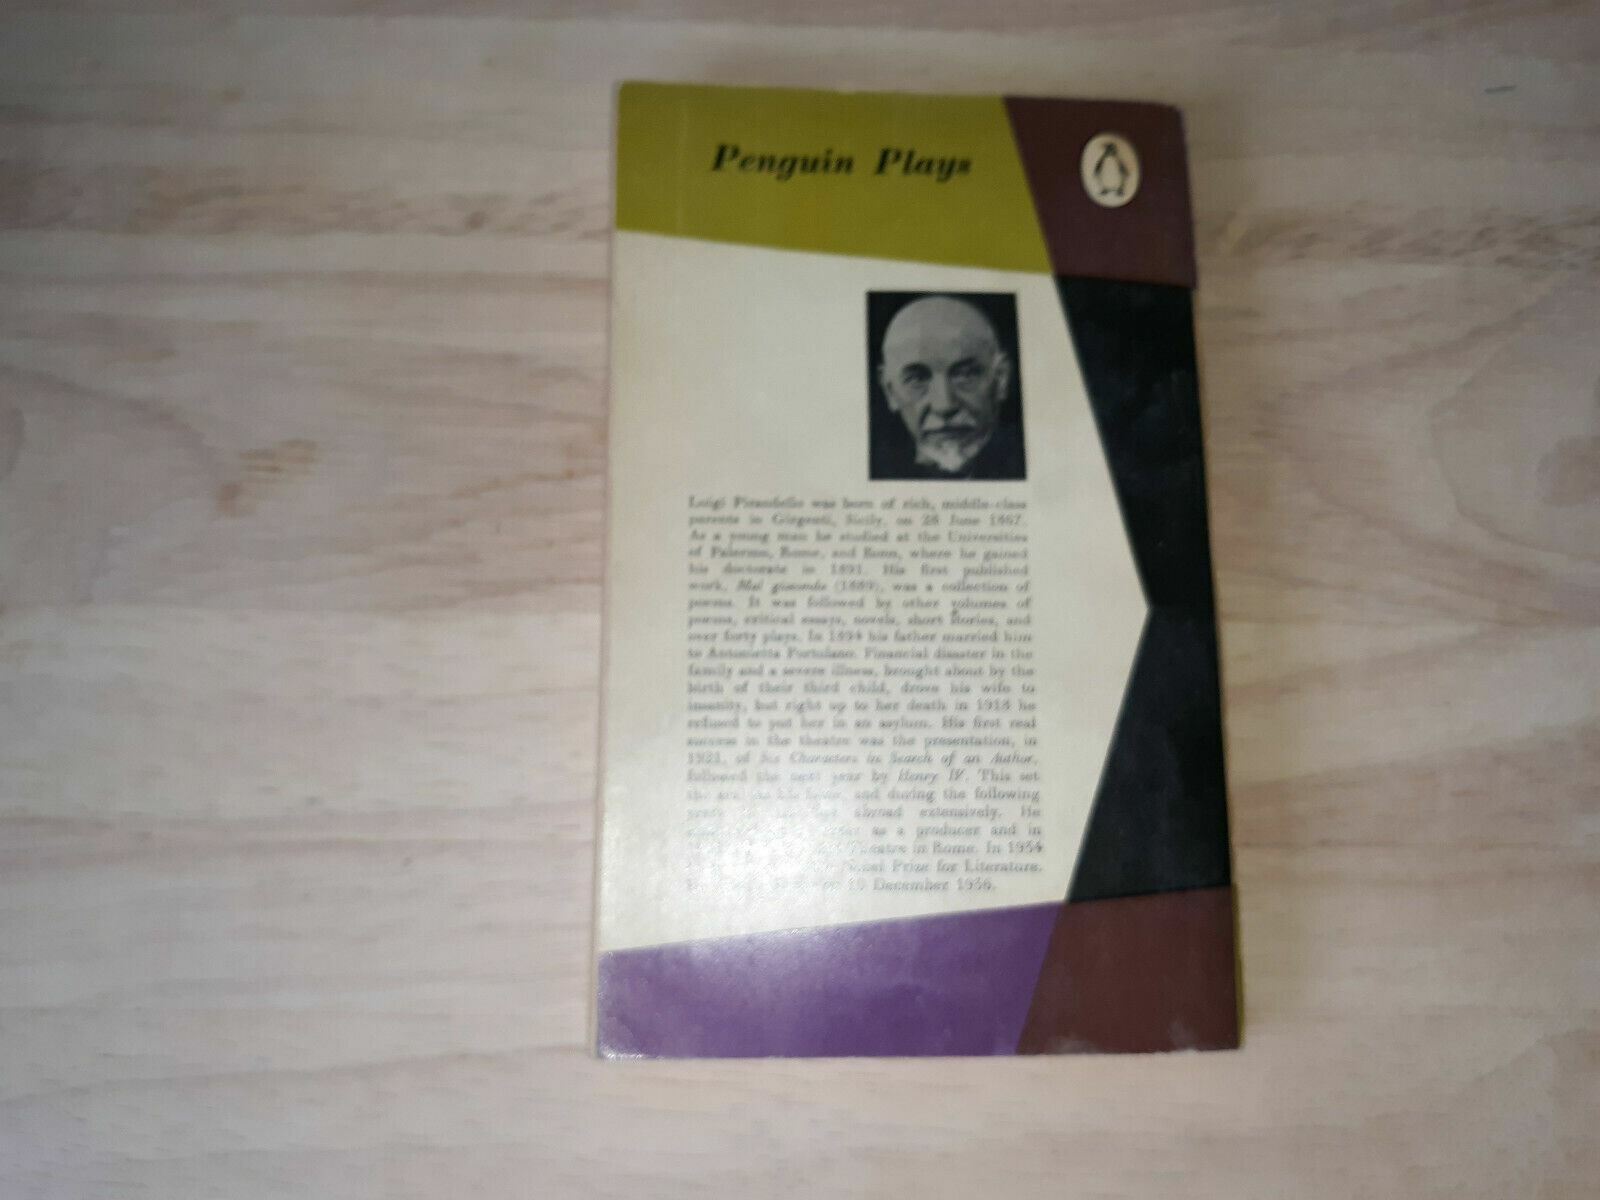 Penguin Plays
Luigi Pirandello was born of rich, middle-class
parents in Girgenti, Sicily, on 28 June 1867.
As a young man he studied at the Universities
of Palermo, Rome, and Bonn, where he gained
his doctorate in 1891. His first published
work, Mal giocondo (1889), was a collection of
poems. It was followed by other volumes of
poems, critical essays, novels, short stories, and
over forty plays. In 1894 his father married him
to Antonietta Portulano. Financial disaster in the
family and a severe illness, brought about by the
birth of their third child, drove his wife to
insanity, but right up to her death in 1918 he
refused to put her in an asylum. His first real
success in the theatre was the presentation, in
1921, of Six Characters in Search of an Author,
followed the next year by Henry IV. This set
the seal on his fame, and during the following
years abroad extensively. He
as a producer and in
Theatre in Rome. In 1934
Nobel Prize for Literature.
on 10 December 1936.